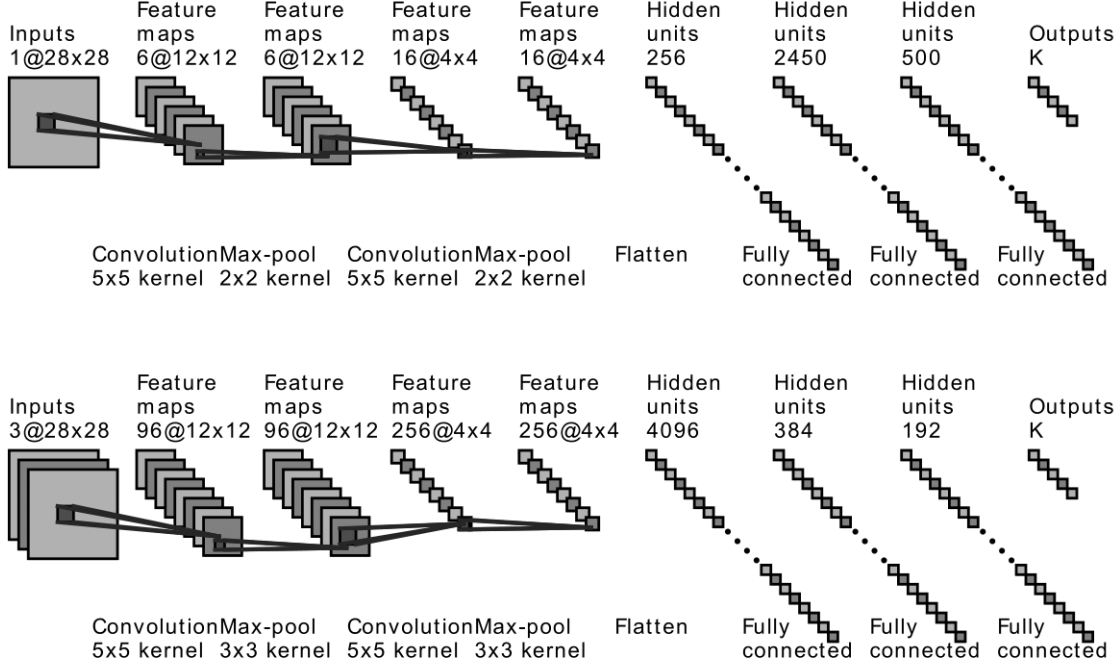 Inputs
1@28x28
Feature
maps
6@12x12
Feature
maps
6@12x12
Feature
maps
16@4x4
Feature
maps
16@4x4
Hidden
units
256
Hidden
units
2450
Hidden
units
500
Outputs
K
Convolution
5x5 kernel
Max-pool
2x2 kernel
Convolution
5x5 kernel
Max-pool
2x2 kernel
Flatten
Fully
connected
Fully
connected
Fully
connected
Inputs
3@28x28
Feature
maps
96@12x12
Feature
maps
96@12x12
Feature
maps
256@4x4
Feature
maps
256@4x4
Hidden
units
4096
Hidden
units
384
Hidden
units
192
Outputs
K
Convolution
5x5 kernel
Max-pool
3x3 kernel
Convolution
5x5 kernel
Max-pool
3x3 kernel
Flatten
Fully
connected
Fully
connected
Fully
connected